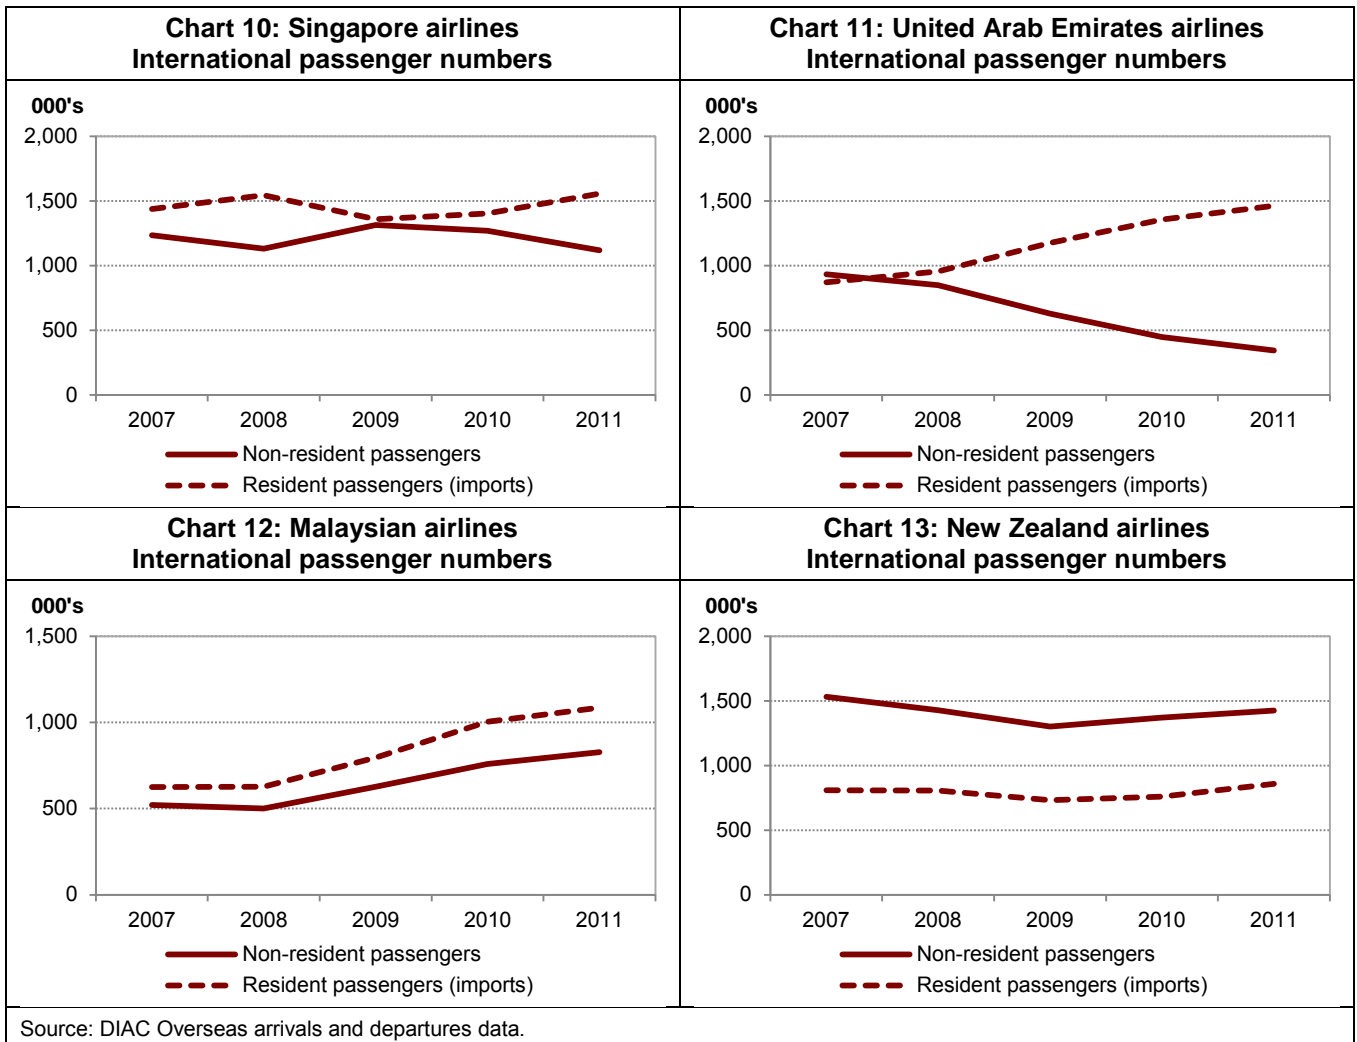 Chart 10: Singapore airlines
International passenger numbers
000's
2,000
1,500
1,000
500
0
2007 2008 2009 2010 2011
Non-resident passengers
Resident passengers (imports)
Chart 11: United Arab Emirates airlines
International passenger numbers
000's
2,000
1,500
1,000
500
0
2007 2008 2009 2010 2011
Non-resident passengers
Resident passengers (imports)
Chart 12: Malaysian airlines
International passenger numbers
000's
1,500
1,000
500
0
2007 2008 2009 2010 2011
Non-resident passengers
Resident passengers (imports)
Chart 13: New Zealand airlines
International passenger numbers
000's
2,000
1,500
1,000
500
0
2007 2008 2009 2010 2011
Non-resident passengers
Resident passengers (imports)
Source: DIAC Overseas arrivals and departures data.